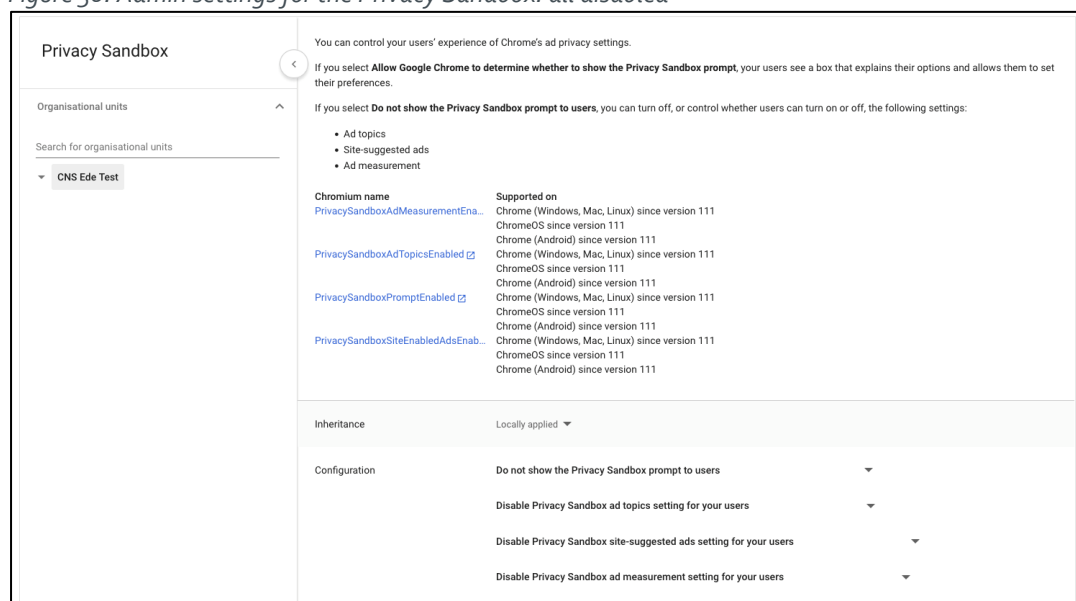 Figure 50: Admin settings for the Privacy Sandbox: all disabled
Privacy Sandbox
Organisational units
Search for organisational units
CNS Ede Test
You can control your users' experience of Chrome's ad privacy settings.
If you select Allow Google Chrome to determine whether to show the Privacy Sandbox prompt, your users see a box that explains their options and allows them to set
their preferences.
If you select Do not show the Privacy Sandbox prompt to users, you can turn off, or control whether users can turn on or off, the following settings:
• Ad topics
• Site-suggested ads
• Ad measurement
Chromium name Supported on
PrivacySandboxAdMeasurementEna... Chrome (Windows, Mac, Linux) since version 111
ChromeOS since version 111
Chrome (Android) since version 111
PrivacySandboxAdTopicsEnabled Chrome (Windows, Mac, Linux) since version 111
ChromeOS since version 111
Chrome (Android) since version 111
PrivacySandboxPromptEnabled Chrome (Windows, Mac, Linux) since version 111
ChromeOS since version 111
Chrome (Android) since version 111
PrivacySandboxSiteEnabledAdsEnab... Chrome (Windows, Mac, Linux) since version 111
ChromeOS since version 111
Chrome (Android) since version 111
Inheritance Locally applied
Configuration Do not show the Privacy Sandbox prompt to users
Disable Privacy Sandbox ad topics setting for your users
Disable Privacy Sandbox site-suggested ads setting for your users
Disable Privacy Sandbox ad measurement setting for your users